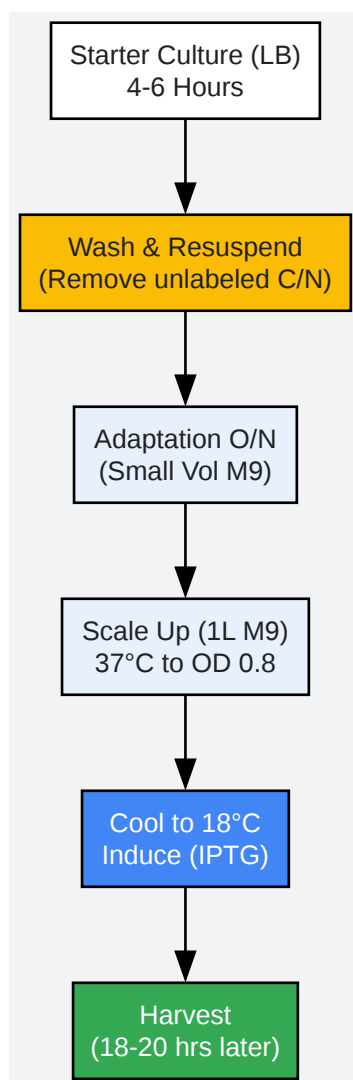 Starter Culture (LB)
4-6 Hours
Wash & Resuspend
(Remove unlabeled C/N)
Adaptation O/N
(Small Vol M9)
Scale Up (1L M9)
37°C to OD 0.8
Cool to 18°C
Induce (IPTG)
Harvest
(18-20 hrs later)